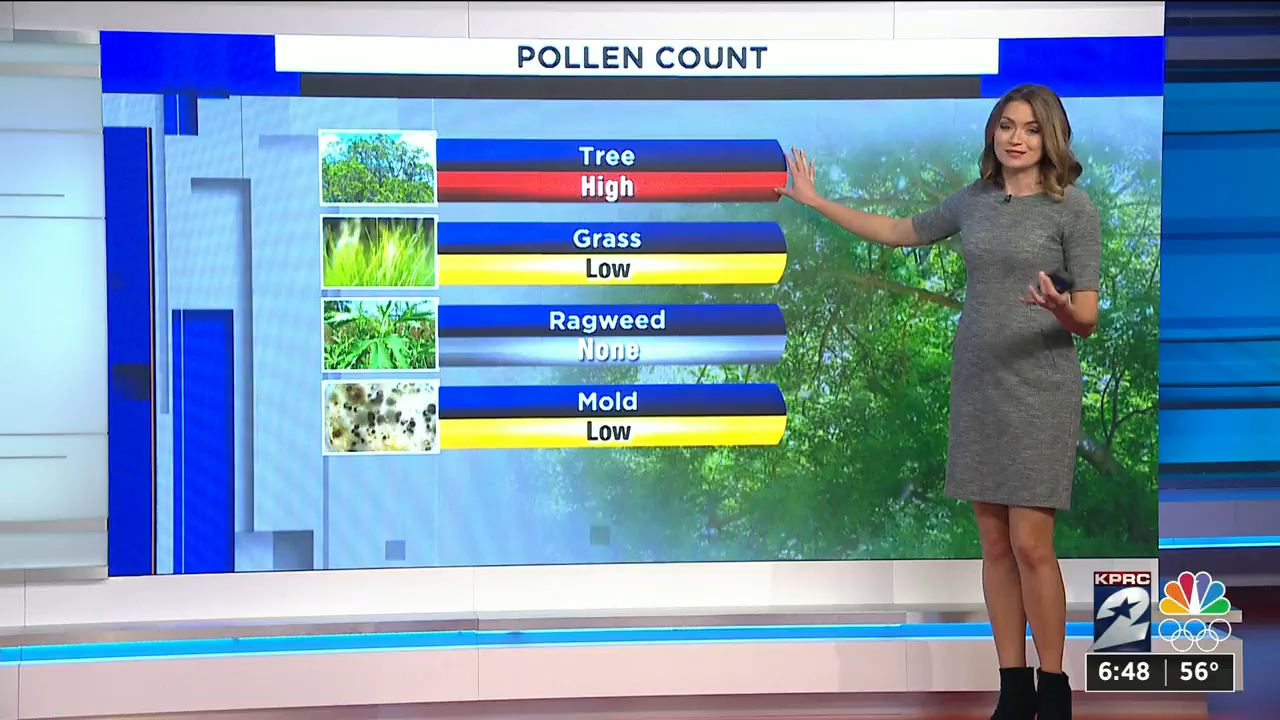 POLLEN COUNT
Tree
High
Grass
Low
Ragweed
None
Mold
Low
KPRC
2
6:48 | 56°